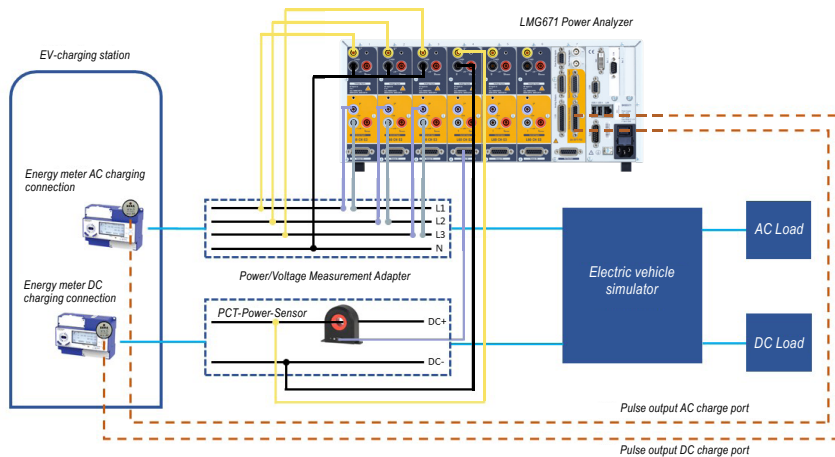 LMG671 Power Analyzer
EV-charging station
Energy meter AC charging
connection
L1
L2
L3
N
AC Load
Electric vehicle
simulator
Power/Voltage Measurement Adapter
Energy meter DC
charging connection
PCT-Power-Sensor
DC+
DC-
DC Load
Pulse output AC charge port
Pulse output DC charge port